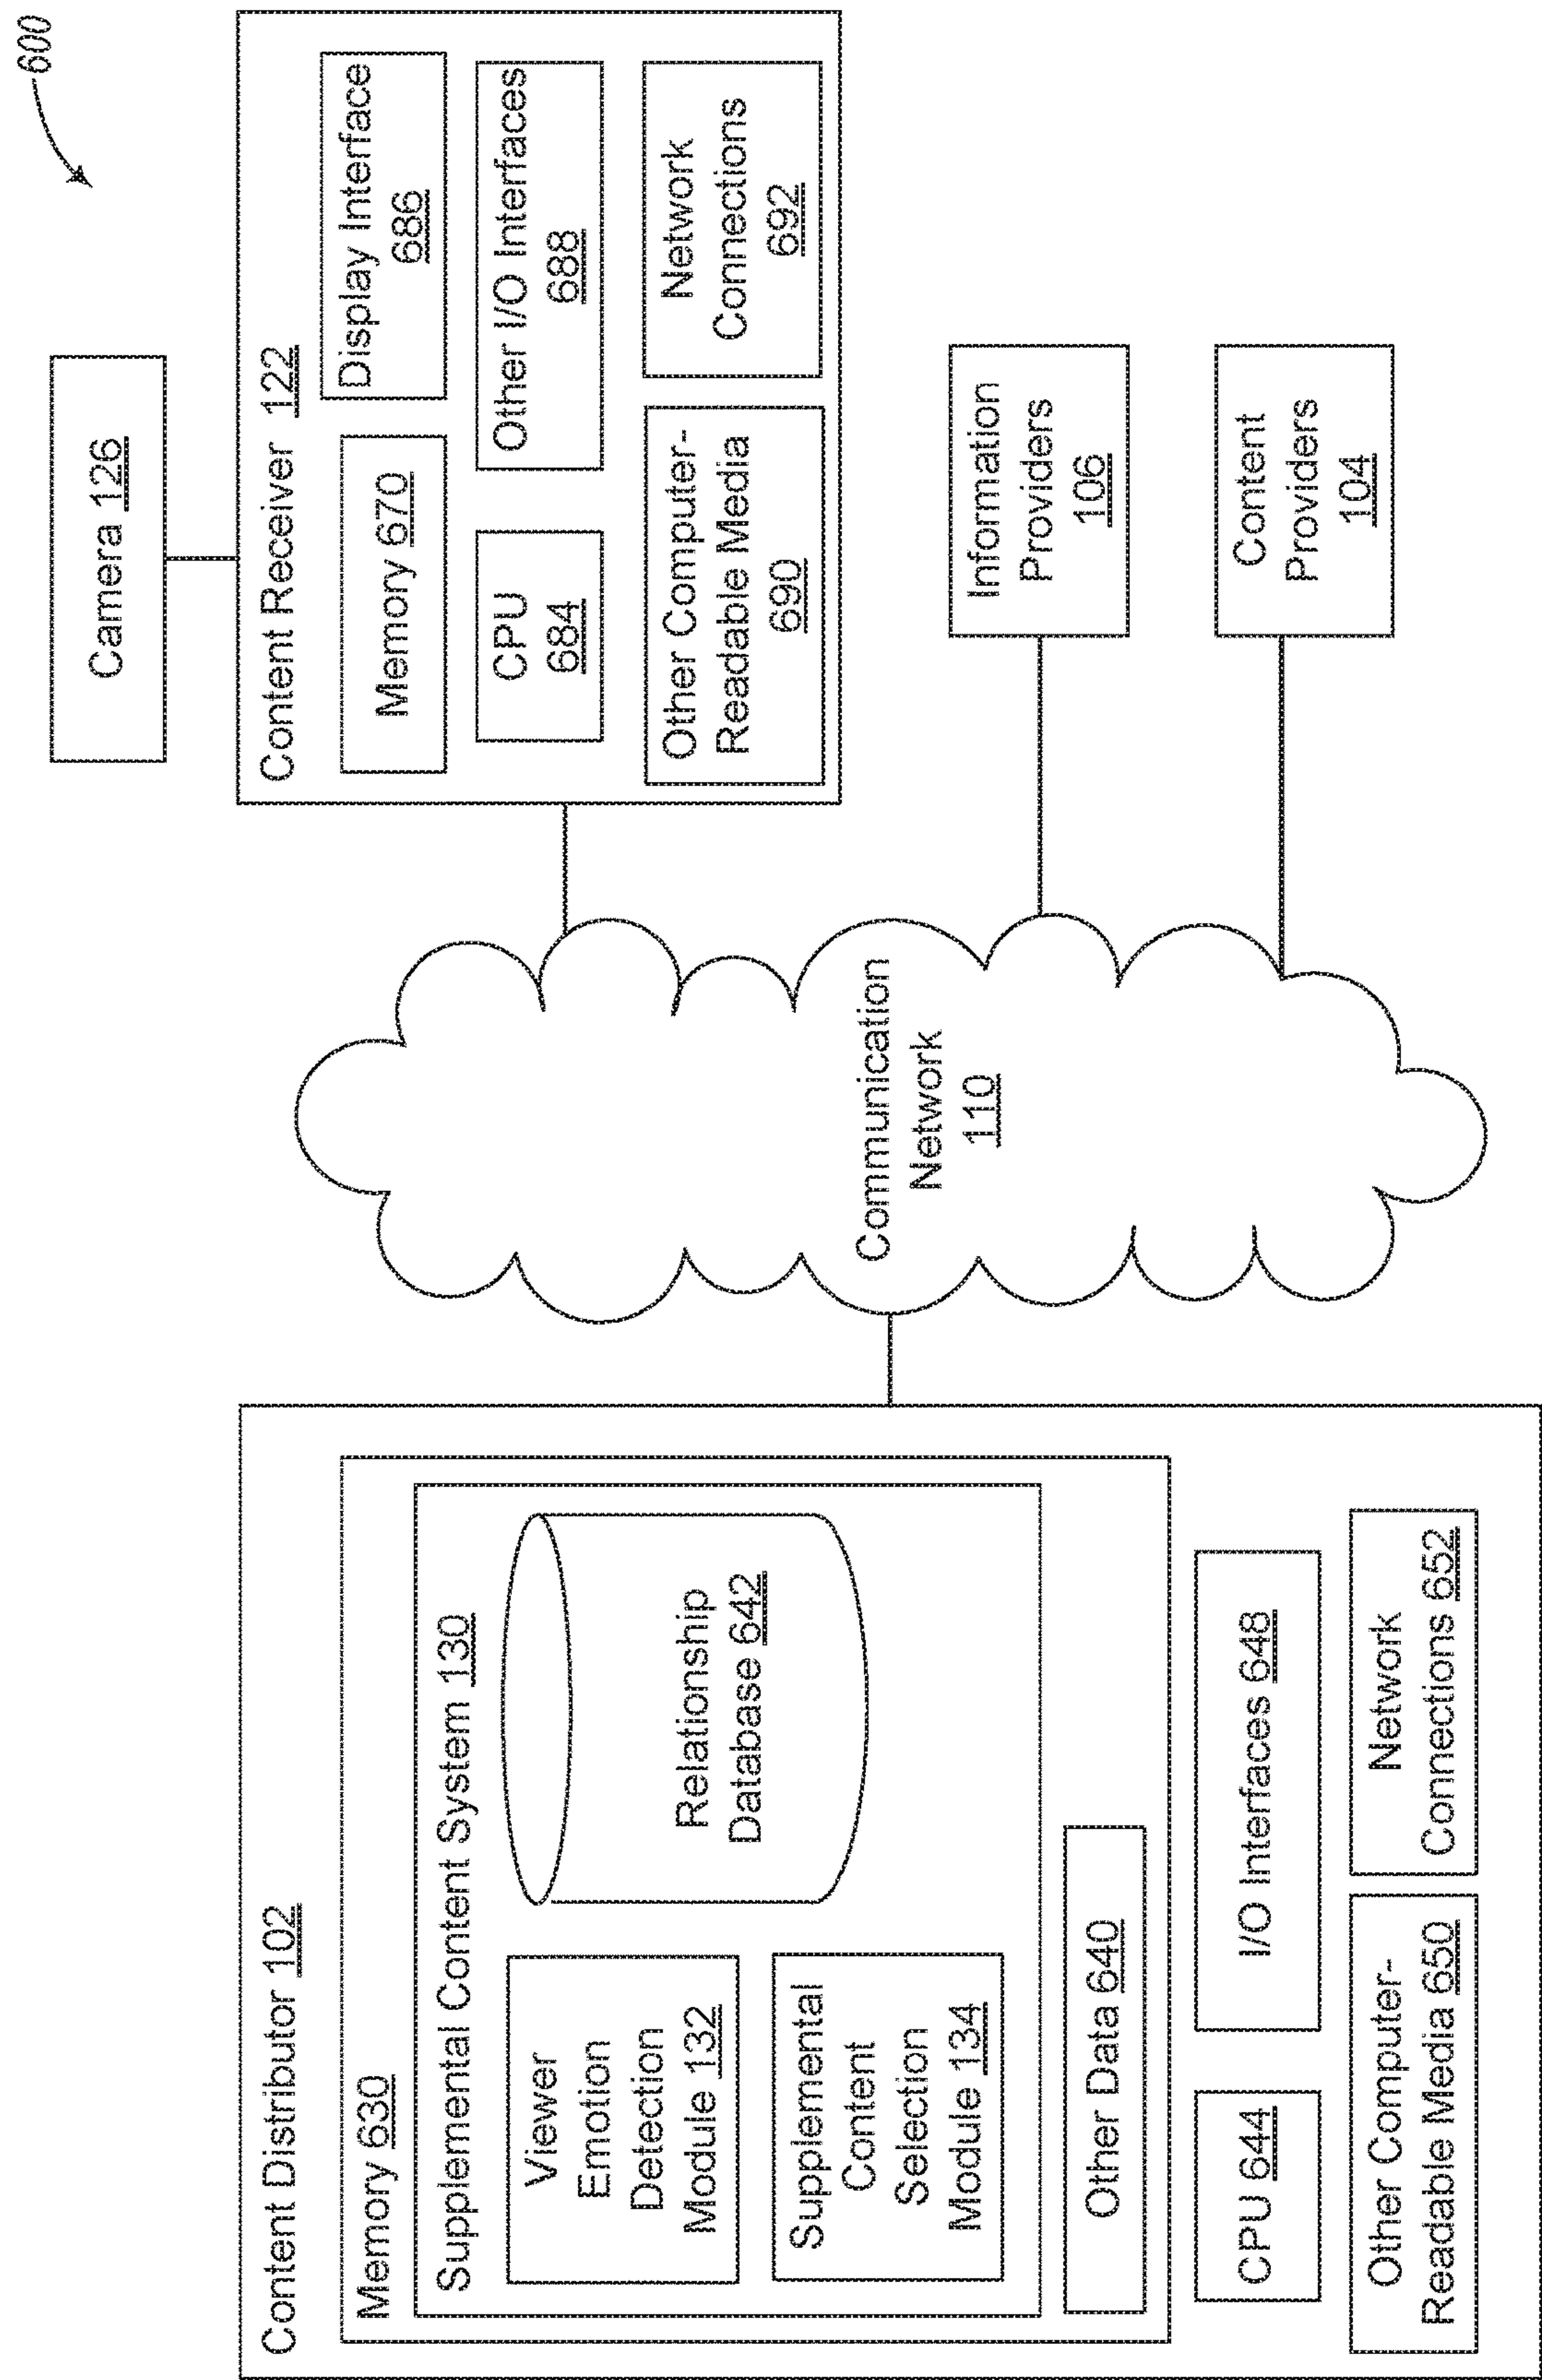 600
Camera 126
Content Receiver 122
Memory 670
Display Interface
686
CPU
684
Other I/O Interfaces
688
Other Computer-
Readable Media
690
Network
Connections
692
Information
Providers
106
Content
Providers
104
Communication
Network
110
Content Distributor 102
Memory 630
Supplemental Content System 130
Viewer
Emotion
Detection
Module 132
Relationship
Database 642
Supplemental
Content
Selection
Module 134
Other Data 640
CPU 644
I/O Interfaces 648
Other Computer-
Readable Media 650
Network
Connections 652